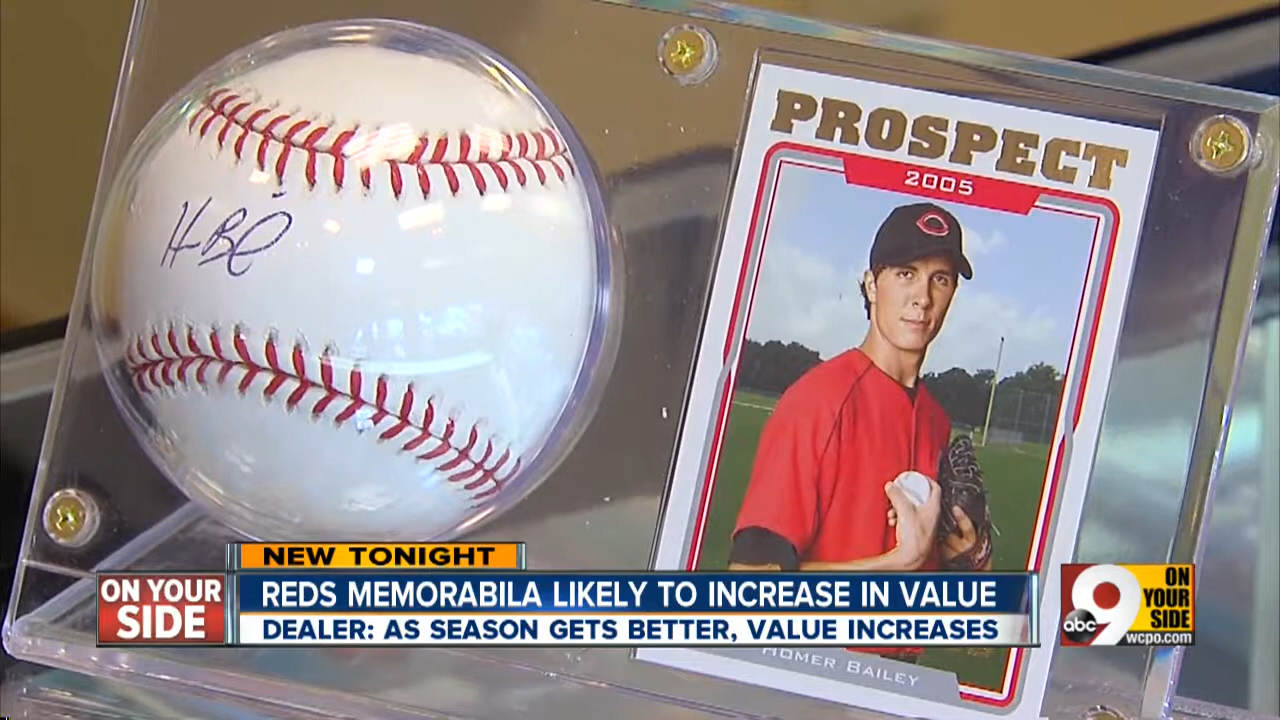 PROSPECT
2005
HOMER BAILEY
NEW TONIGHT
ON YOUR
SIDE
REDS MEMORABILA LIKELY TO INCREASE IN VALUE
DEALER: AS SEASON GETS BETTER, VALUE INCREASES
9
abc
ON
YOUR
SIDE
wcpo.com